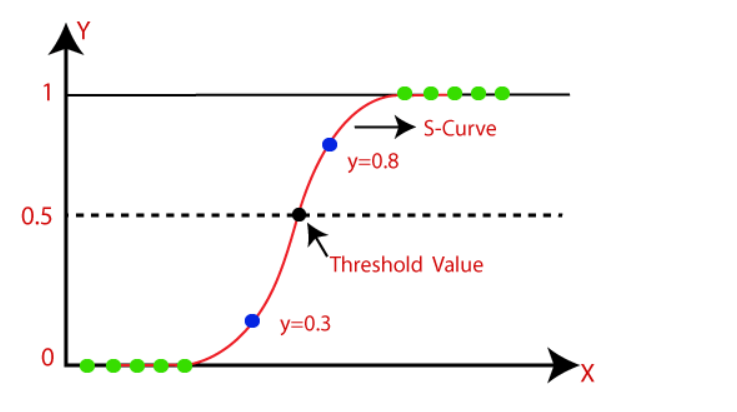 Y
1
S-Curve
y=0.8
0.5
Threshold Value
y=0.3
0
X